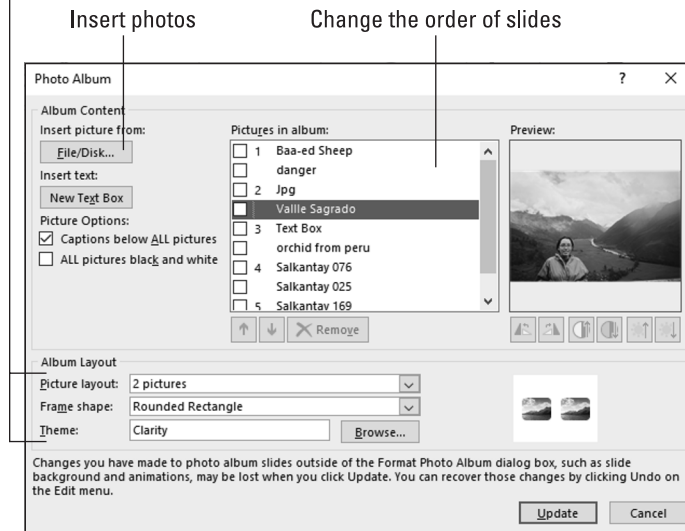 Insert photos
Change the order of slides
Photo Album
?
Album Content
Insert picture from:
File/Disk...
Insert text:
New Text Box
Picture Options:
Captions below ALL pictures
ALL pictures black and white
Pictures in album:
1 Baa-ed Sheep
danger
2 Jpg
Vallle Sagrado
3 Text Box
orchid from peru
4 Salkantay 076
Salkantay 025
5 Salkantay 169
Remove
Preview:
Album Layout
Picture layout: 2 pictures
Frame shape: Rounded Rectangle
Theme: Clarity
Browse...
Changes you have made to photo album slides outside of the Format Photo Album dialog box, such as slide
background and animations, may be lost when you click Update. You can recover those changes by clicking Undo on
the Edit menu.
Update Cancel